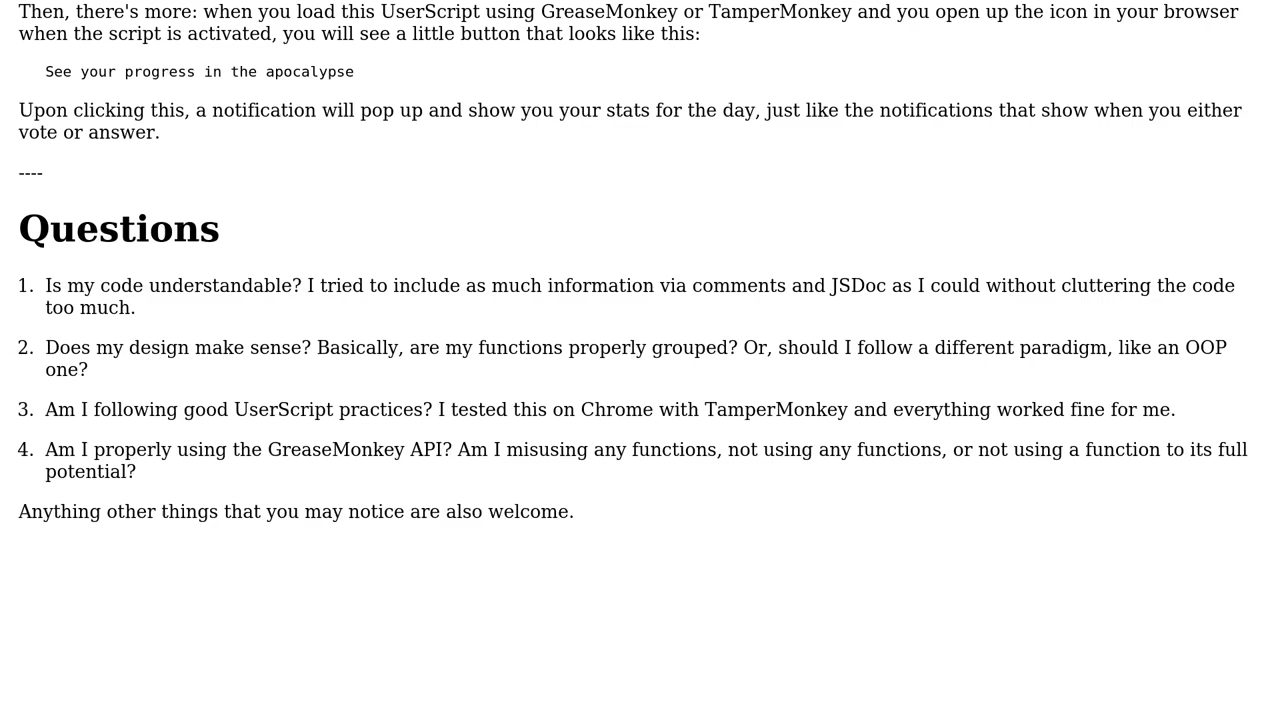 Then, there's more: when you load this UserScript using GreaseMonkey or TamperMonkey and you open up the icon in your browser
when the script is activated, you will see a little button that looks like this:
See your progress in the apocalypse
Upon clicking this, a notification will pop up and show you your stats for the day, just like the notifications that show when you either
vote or answer.
----
Questions
1. Is my code understandable? I tried to include as much information via comments and JSDoc as I could without cluttering the code
too much.
2. Does my design make sense? Basically, are my functions properly grouped? Or, should I follow a different paradigm, like an OOP
one?
3. Am I following good UserScript practices? I tested this on Chrome with TamperMonkey and everything worked fine for me.
4. Am I properly using the GreaseMonkey API? Am I misusing any functions, not using any functions, or not using a function to its full
potential?
Anything other things that you may notice are also welcome.